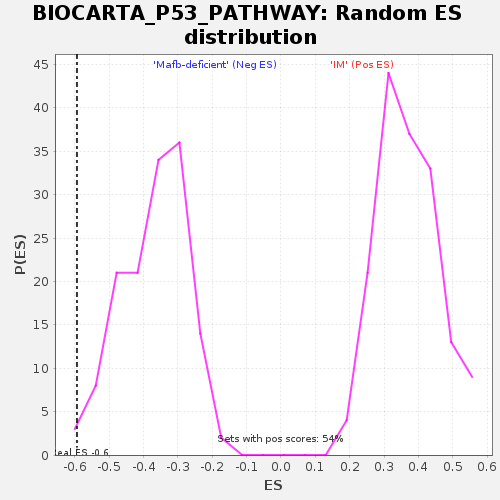 BIOCARTA_P53_PATHWAY: Random ES
distribution
'Mafb-deficient' (Neg ES) 'IM' (Pos ES)
45
40
35
30
25
20
15
10
5
0
P(ES)
Sets with pos scores: 54%
eal ES -0.6
-0.6 -0.5 -0.4 -0.3 -0.2 -0.1 0.0 0.1 0.2 0.3 0.4 0.5 0.6
ES